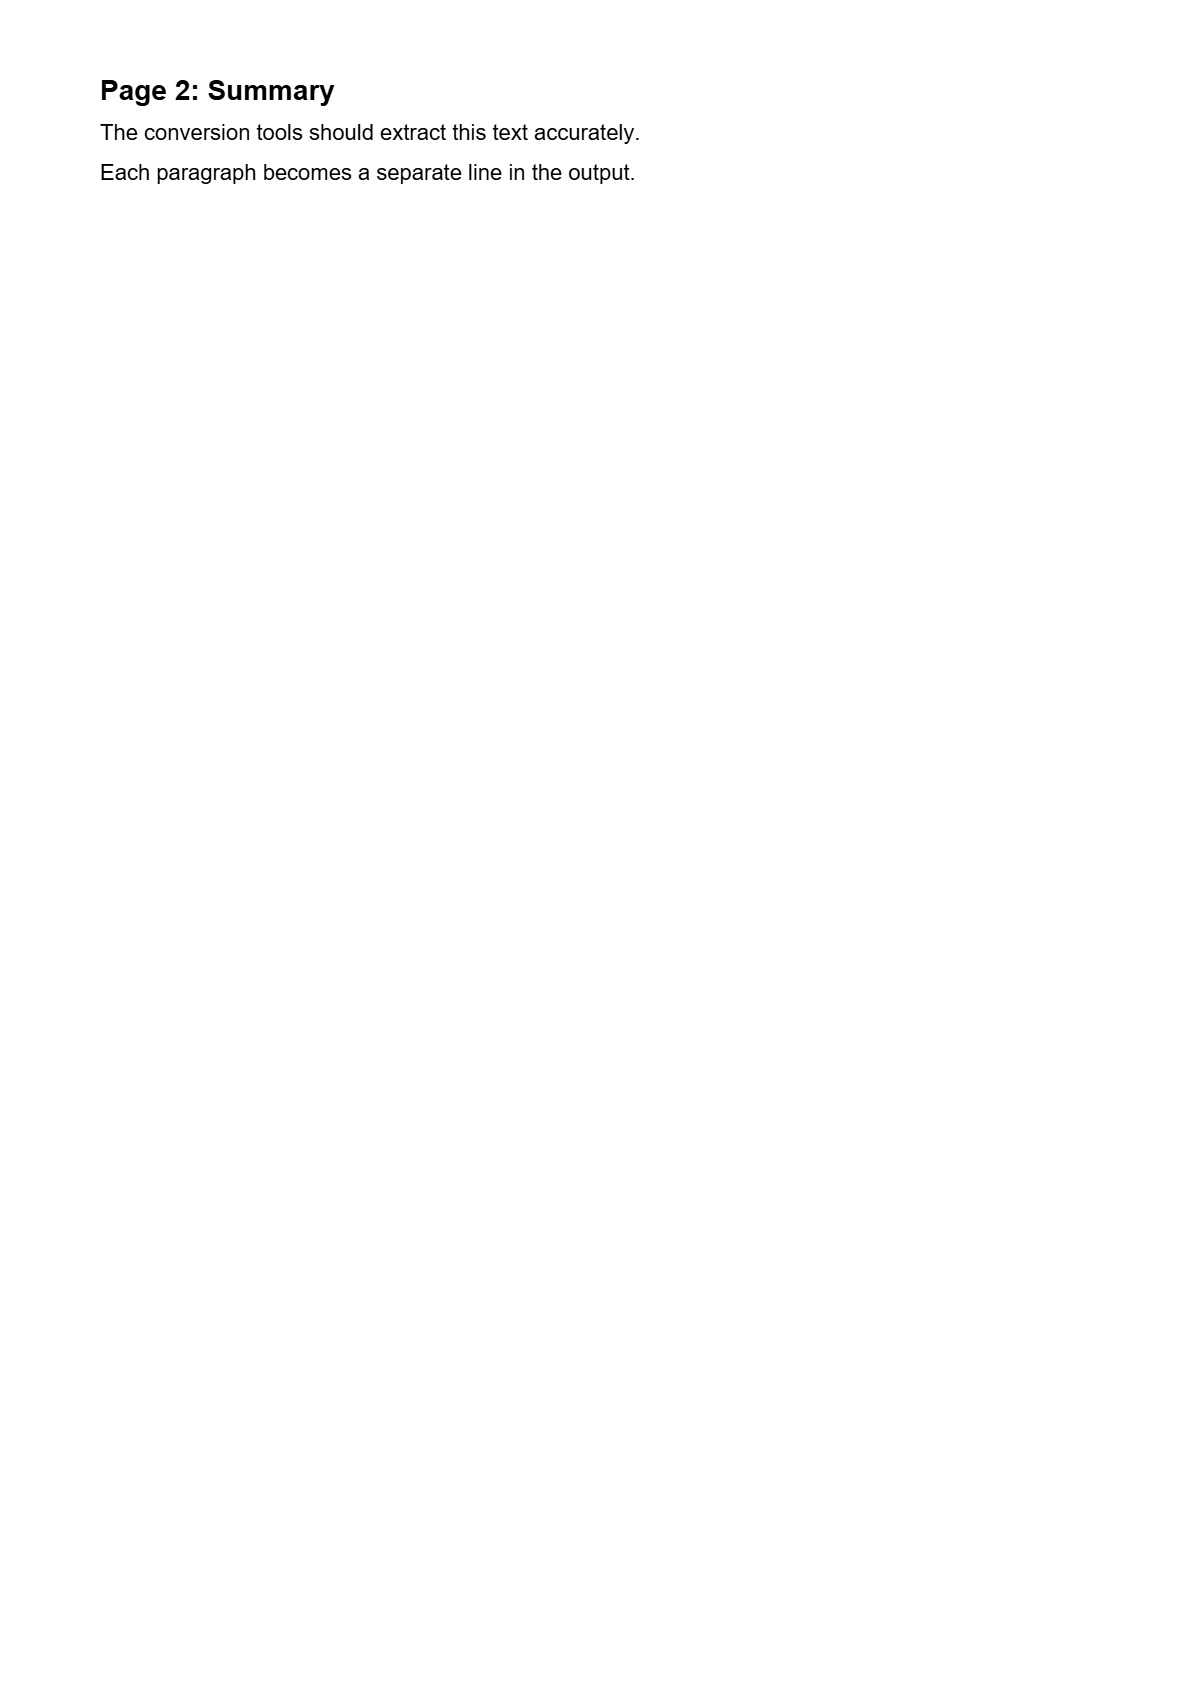 Page 2: Summary
The conversion tools should extract this text accurately.
Each paragraph becomes a separate line in the output.